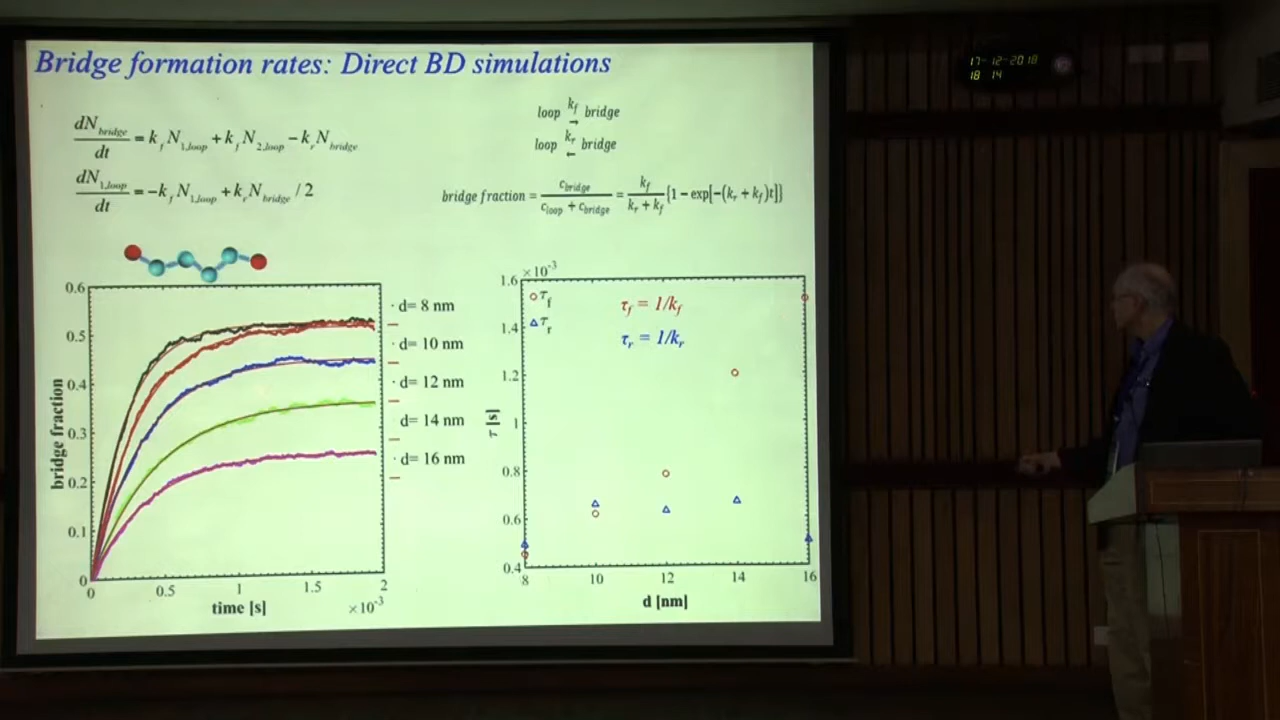 Bridge formation rates: Direct BD simulations
dN_bridge/dt = k_f N_1,loop + k_f N_2,loop − k_r N_bridge
dN_1,loop/dt = −k_f N_1,loop + k_r N_bridge / 2
loop k_f → bridge
loop k_r ← bridge
bridge fraction = c_bridge/(c_loop + c_bridge) = k_f/(k_r + k_f) {1 − exp[−(k_r + k_f)t]}
0.6
0.5
0.4
0.3
0.2
0.1
0
bridge fraction
0 0.5 1 1.5 2
time [s]
×10^-3
d= 8 nm
d= 10 nm
d= 12 nm
d= 14 nm
d= 16 nm
×10^-3
1.6
1.4
1.2
1
0.8
0.6
0.4
τ [s]
τ_f
τ_r
τ_f = 1/k_f
τ_r = 1/k_r
8 10 12 14 16
d [nm]
17-12-2018
18 14